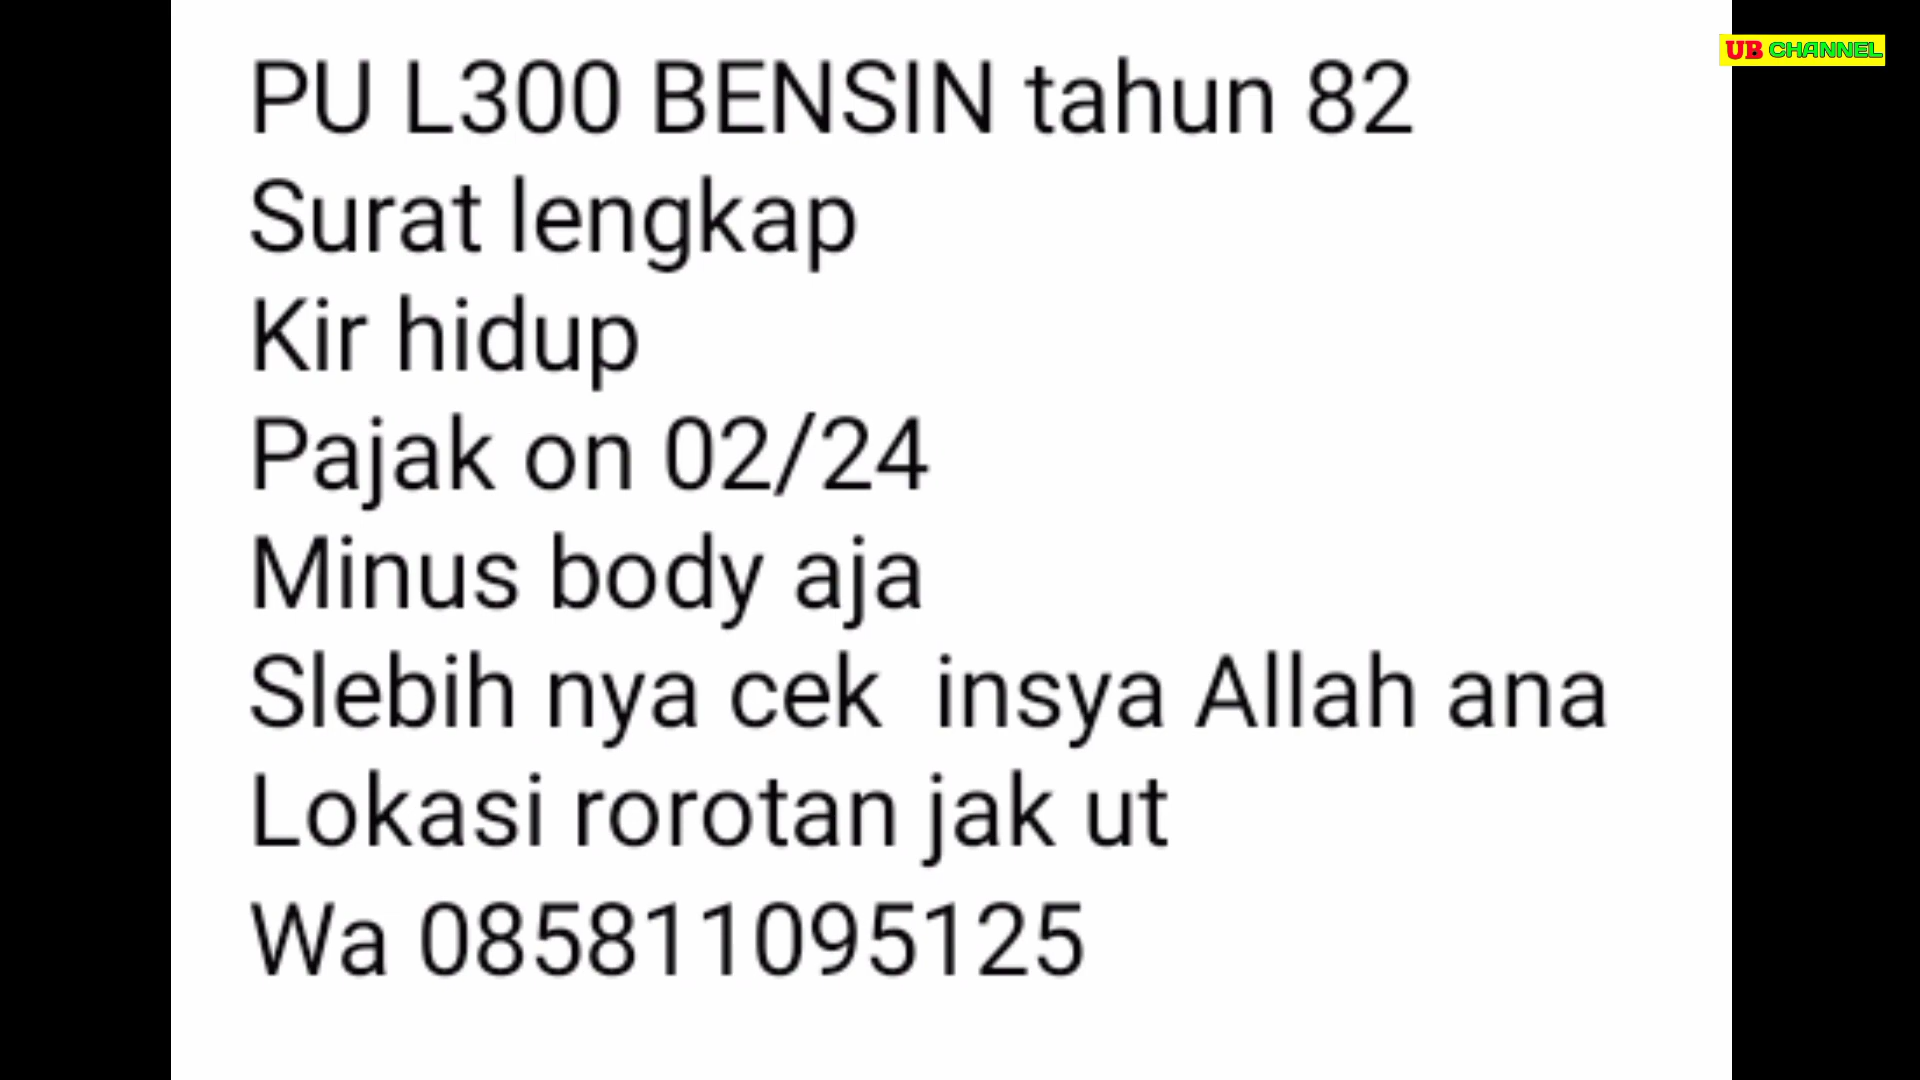 PU L300 BENSIN tahun 82
Surat lengkap
Kir hidup
Pajak on 02/24
Minus body aja
Slebih nya cek  insya Allah ana
Lokasi rorotan jak ut
Wa 085811095125
UB CHANNEL